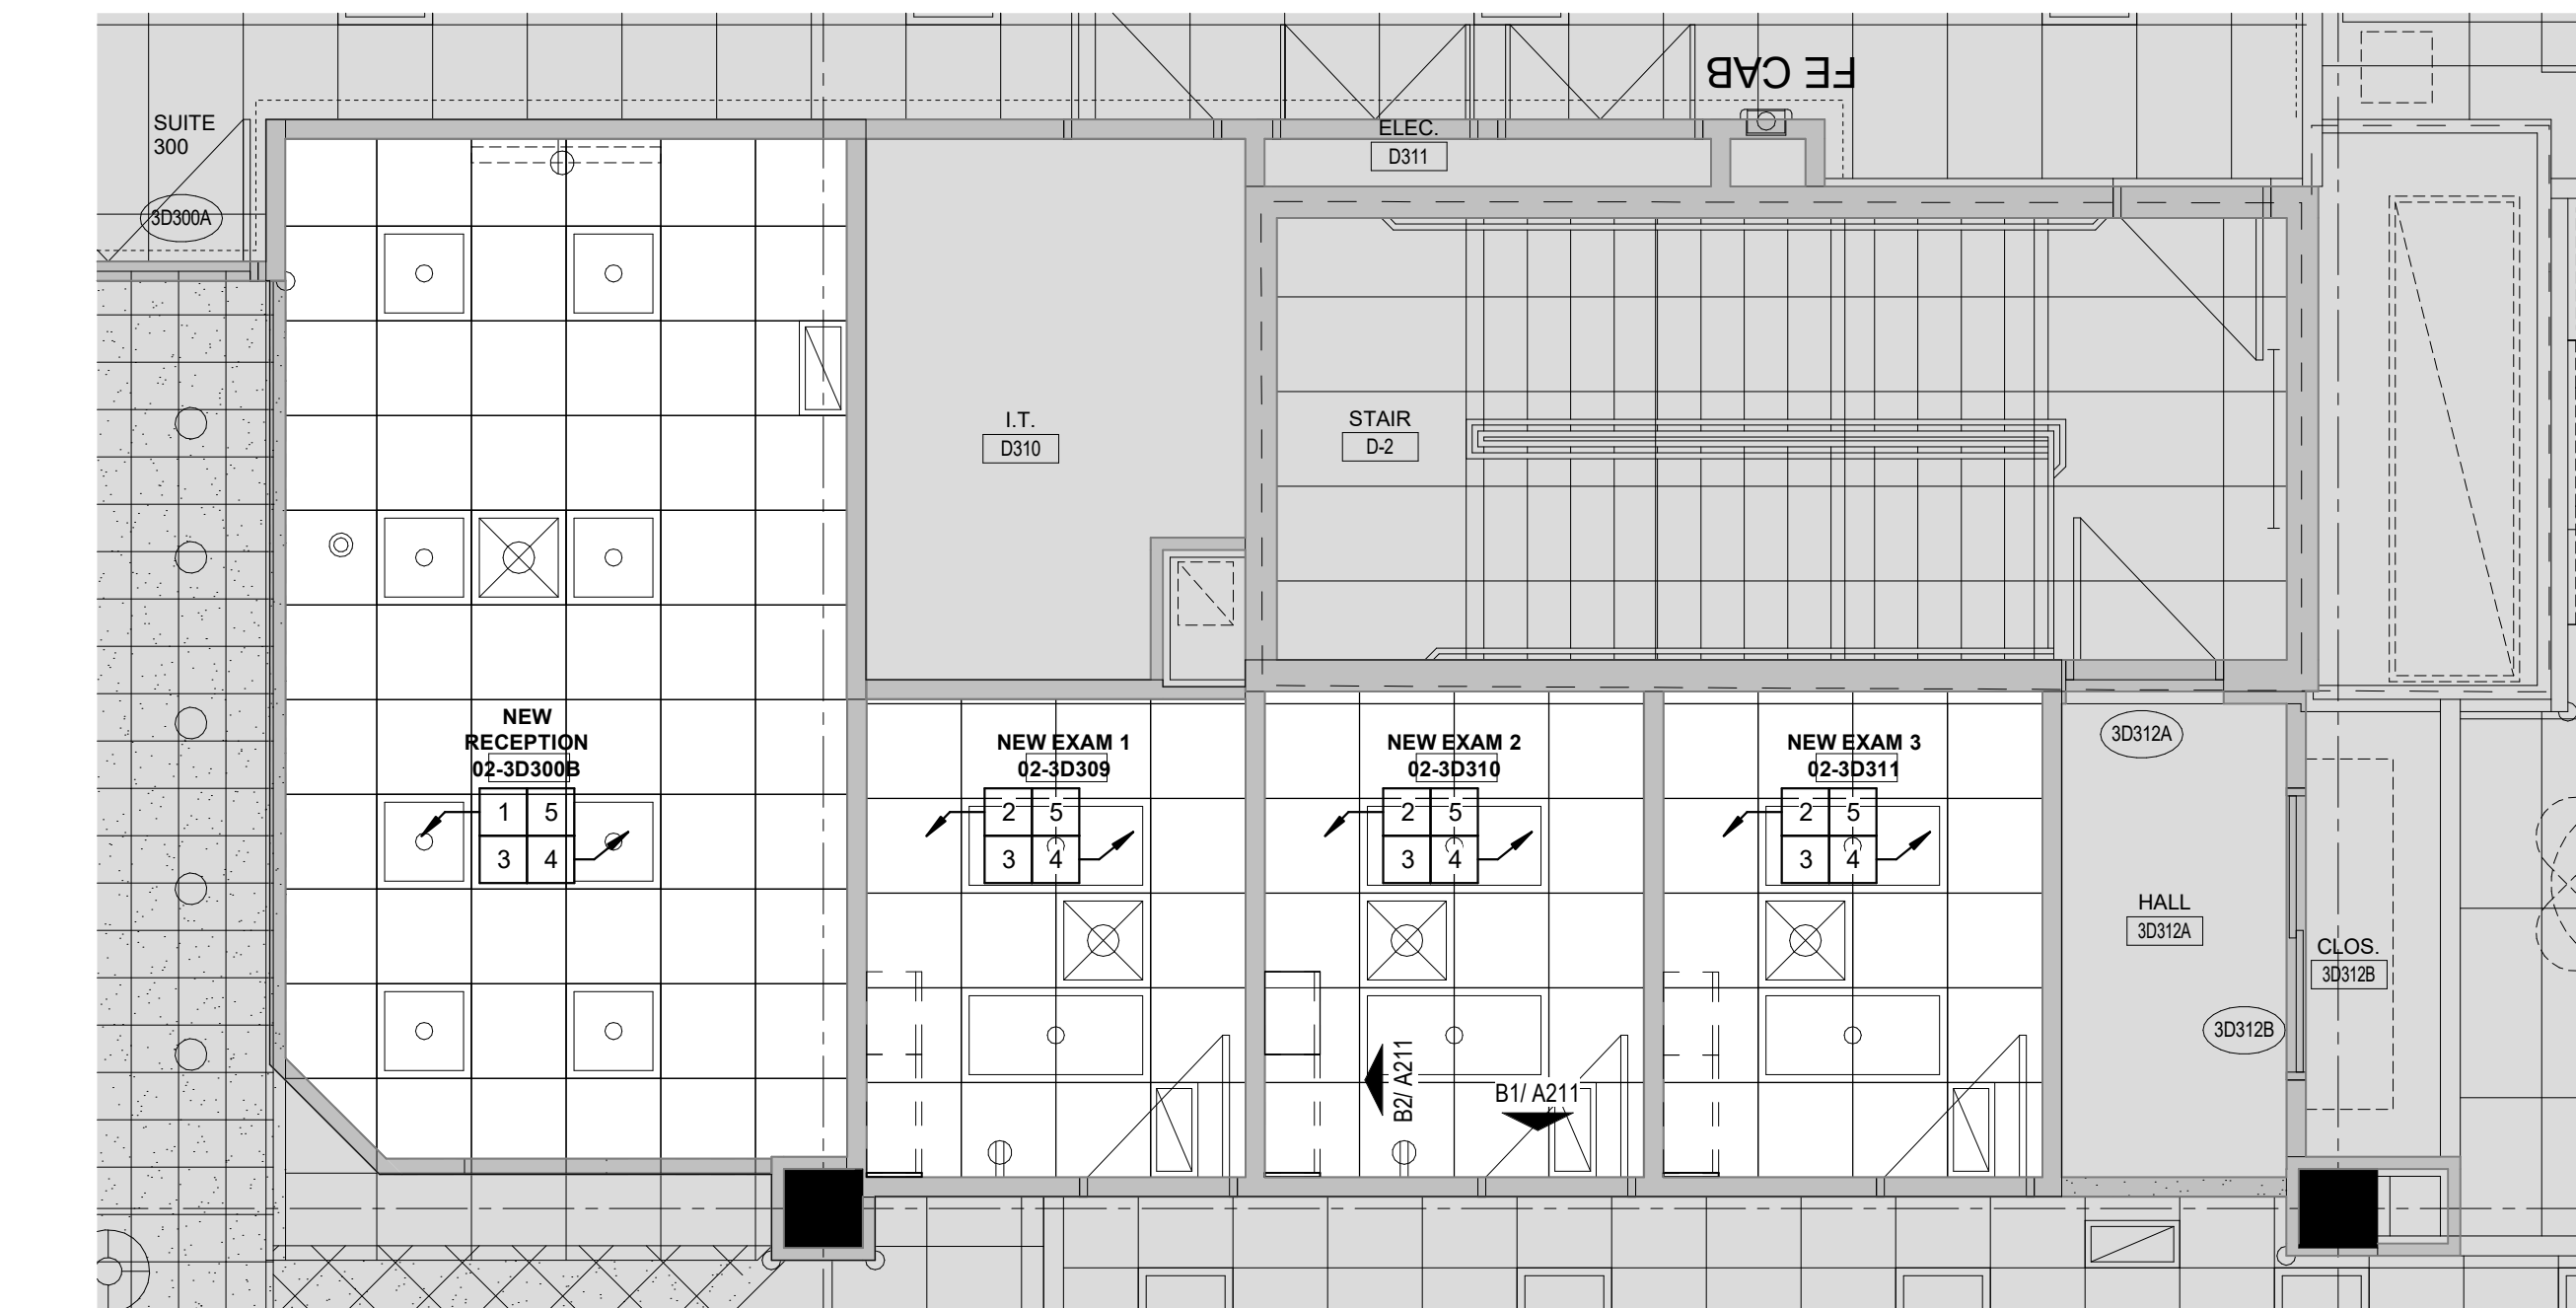 FE CAB
SUITE
300
3D300A
ELEC.
D311
I.T.
D310
STAIR
D-2
NEW
RECEPTION
02-3D300B
1 5
3 4
NEW EXAM 1
02-3D309
2 5
3 4
NEW EXAM 2
02-3D310
2 5
3 4
NEW EXAM 3
02-3D311
2 5
3 4
3D312A
HALL
3D312A
CLOS.
3D312B
3D312B
B2/ A211
B1/ A211